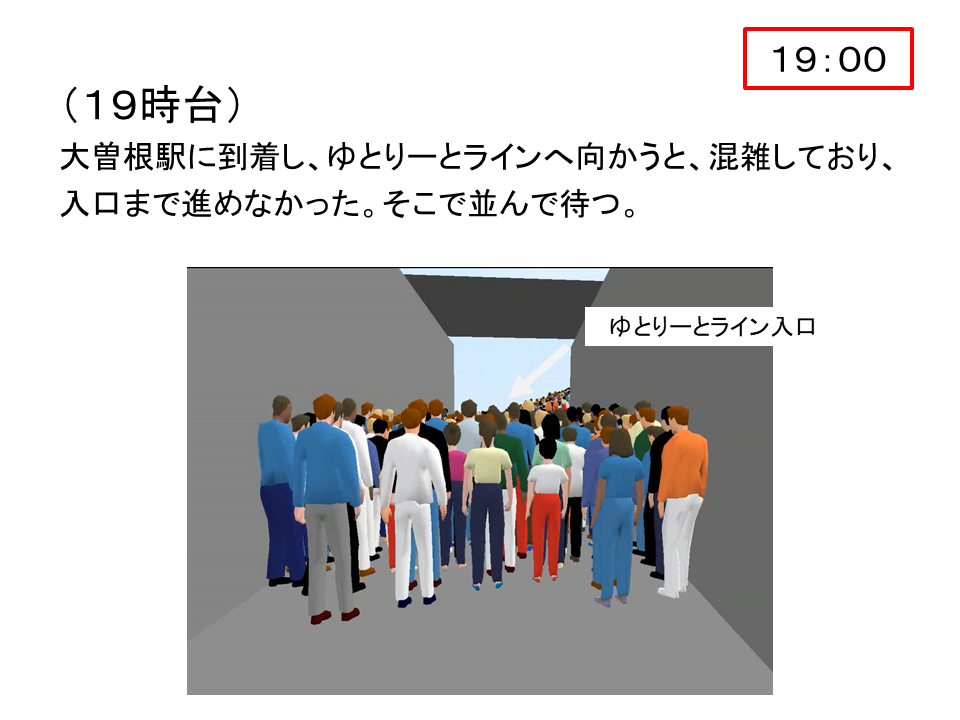 19:00
（19時台）
大曽根駅に到着し、ゆとりーとラインへ向かうと、混雑しており、
入口まで進めなかった。そこで並んで待つ。
ゆとりーとライン入口